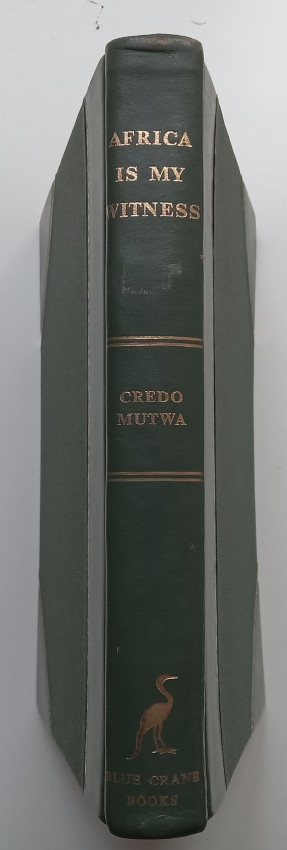 AFRICA
IS MY
WITNESS
CREDO
MUTWA
BLUE CRANE
BOOKS